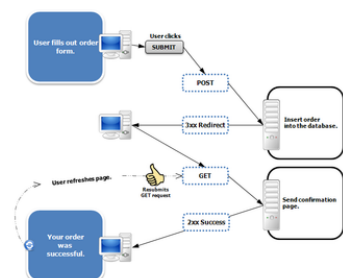 User fills out order
form.
User clicks
SUBMIT
POST
3xx Redirect
Insert order
into the database.
GET
User refreshes page.
Resubmits
GET request
Send confirmation
page.
2xx Success
Your order
was
successful.